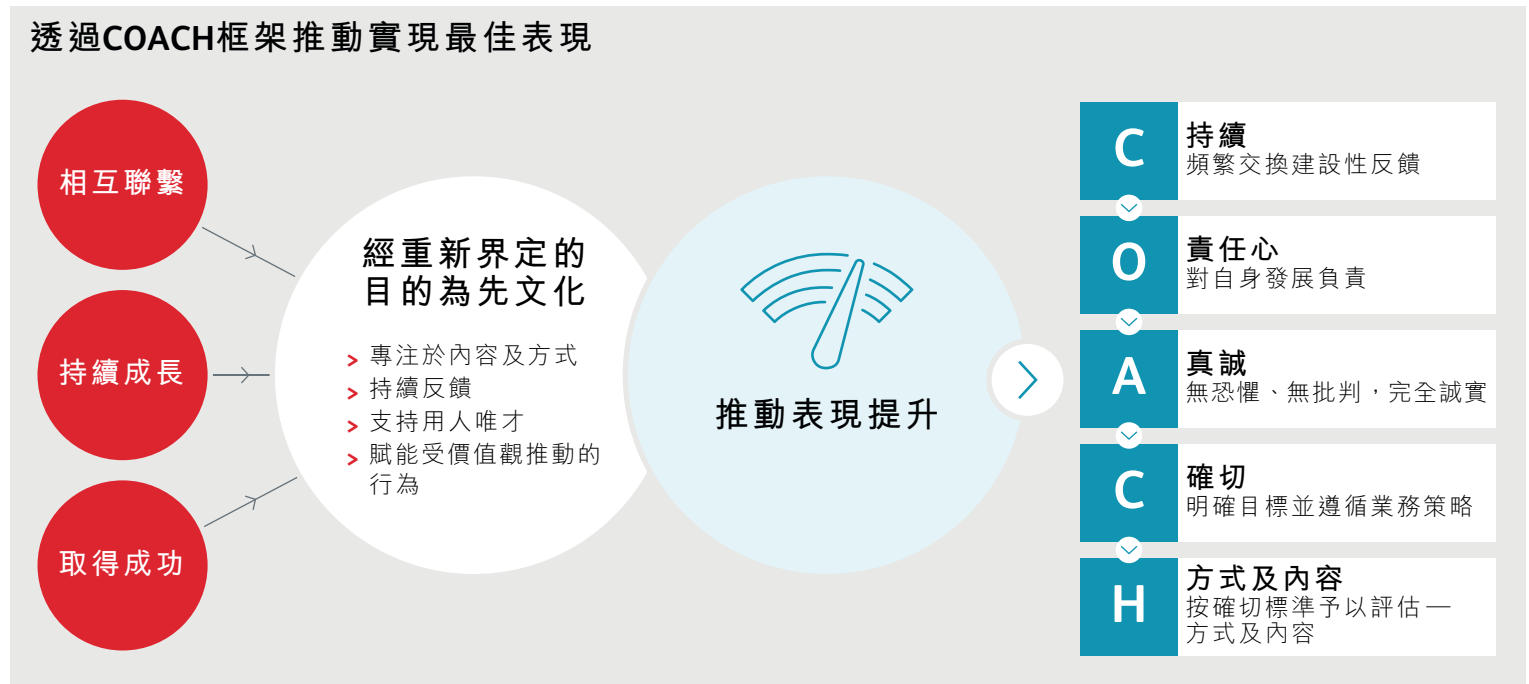 透過COACH框架推動實現最佳表現
相互聯繫
持續成長
取得成功
經重新界定的
目的為先文化
專注於內容及方式
持續反饋
支持用人唯才
賦能受價值觀推動的
行為
推動表現提升
C
持續
頻繁交換建設性反饋
O
責任心
對自身發展負責
A
真誠
無恐懼、無批判，完全誠實
C
確切
明確目標並遵循業務策略
H
方式及內容
按確切標準予以評估—
方式及內容